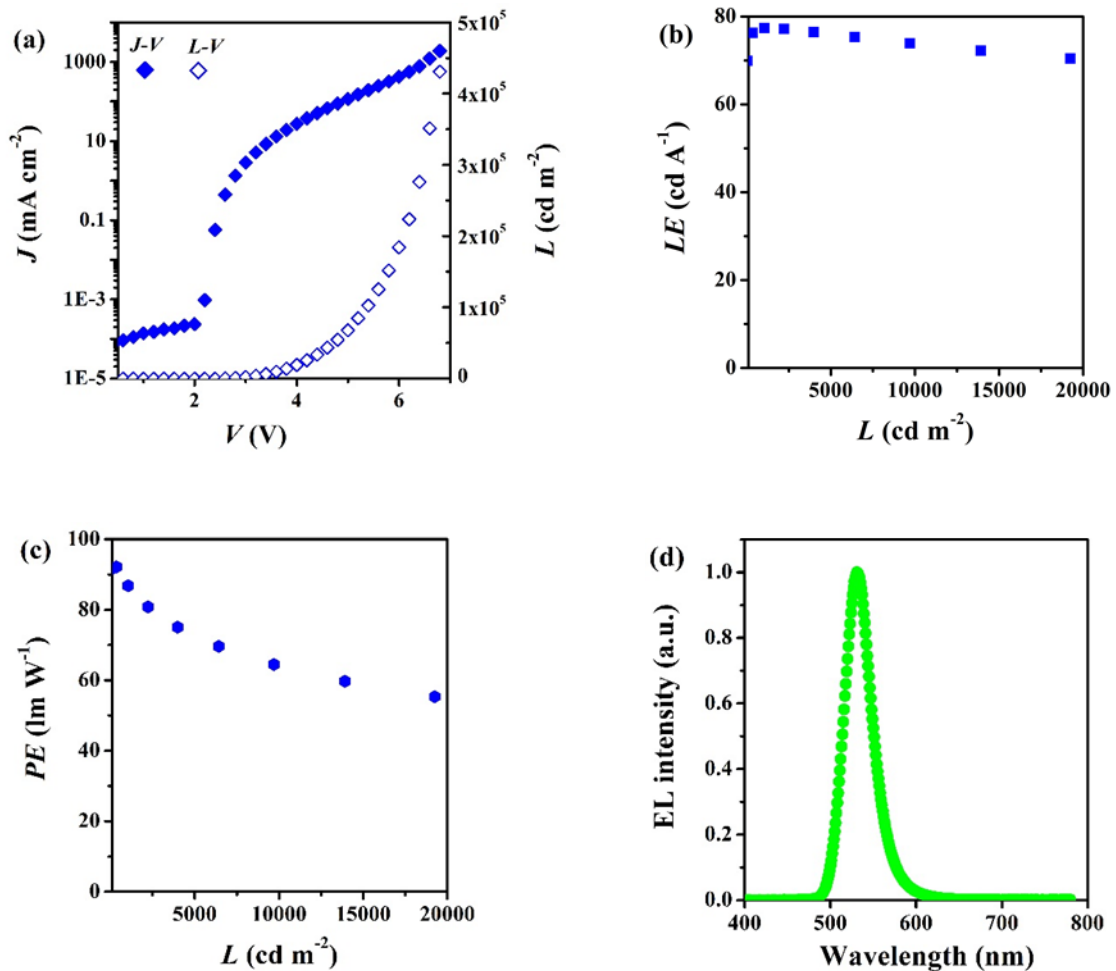 (a)
J-V
L-V
1000
10
0.1
1E-3
1E-5
J (mA cm⁻²)
2
4
6
V (V)
5x10⁵
4x10⁵
3x10⁵
2x10⁵
1x10⁵
0
L (cd m⁻²)
(b)
80
60
40
20
0
LE (cd A⁻¹)
5000
10000
15000
20000
L (cd m⁻²)
(c)
100
80
60
40
20
0
PE (lm W⁻¹)
5000
10000
15000
20000
L (cd m⁻²)
(d)
1.0
0.8
0.6
0.4
0.2
0.0
EL intensity (a.u.)
400
500
600
700
800
Wavelength (nm)